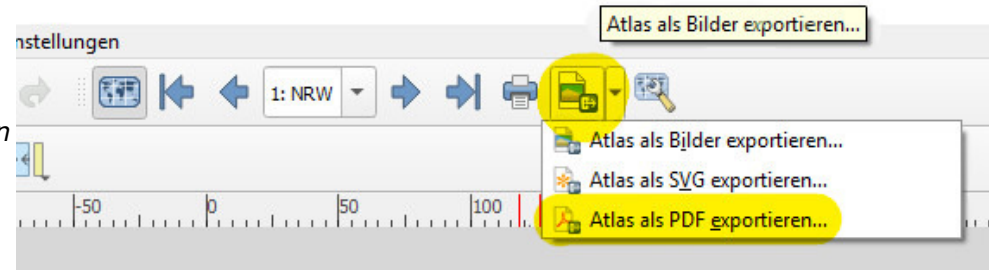 Atlas als Bilder exportieren...
nstellungen
1: NRW
n
Atlas als Bilder exportieren...
Atlas als SVG exportieren...
-50 0 50 100
Atlas als PDF exportieren...